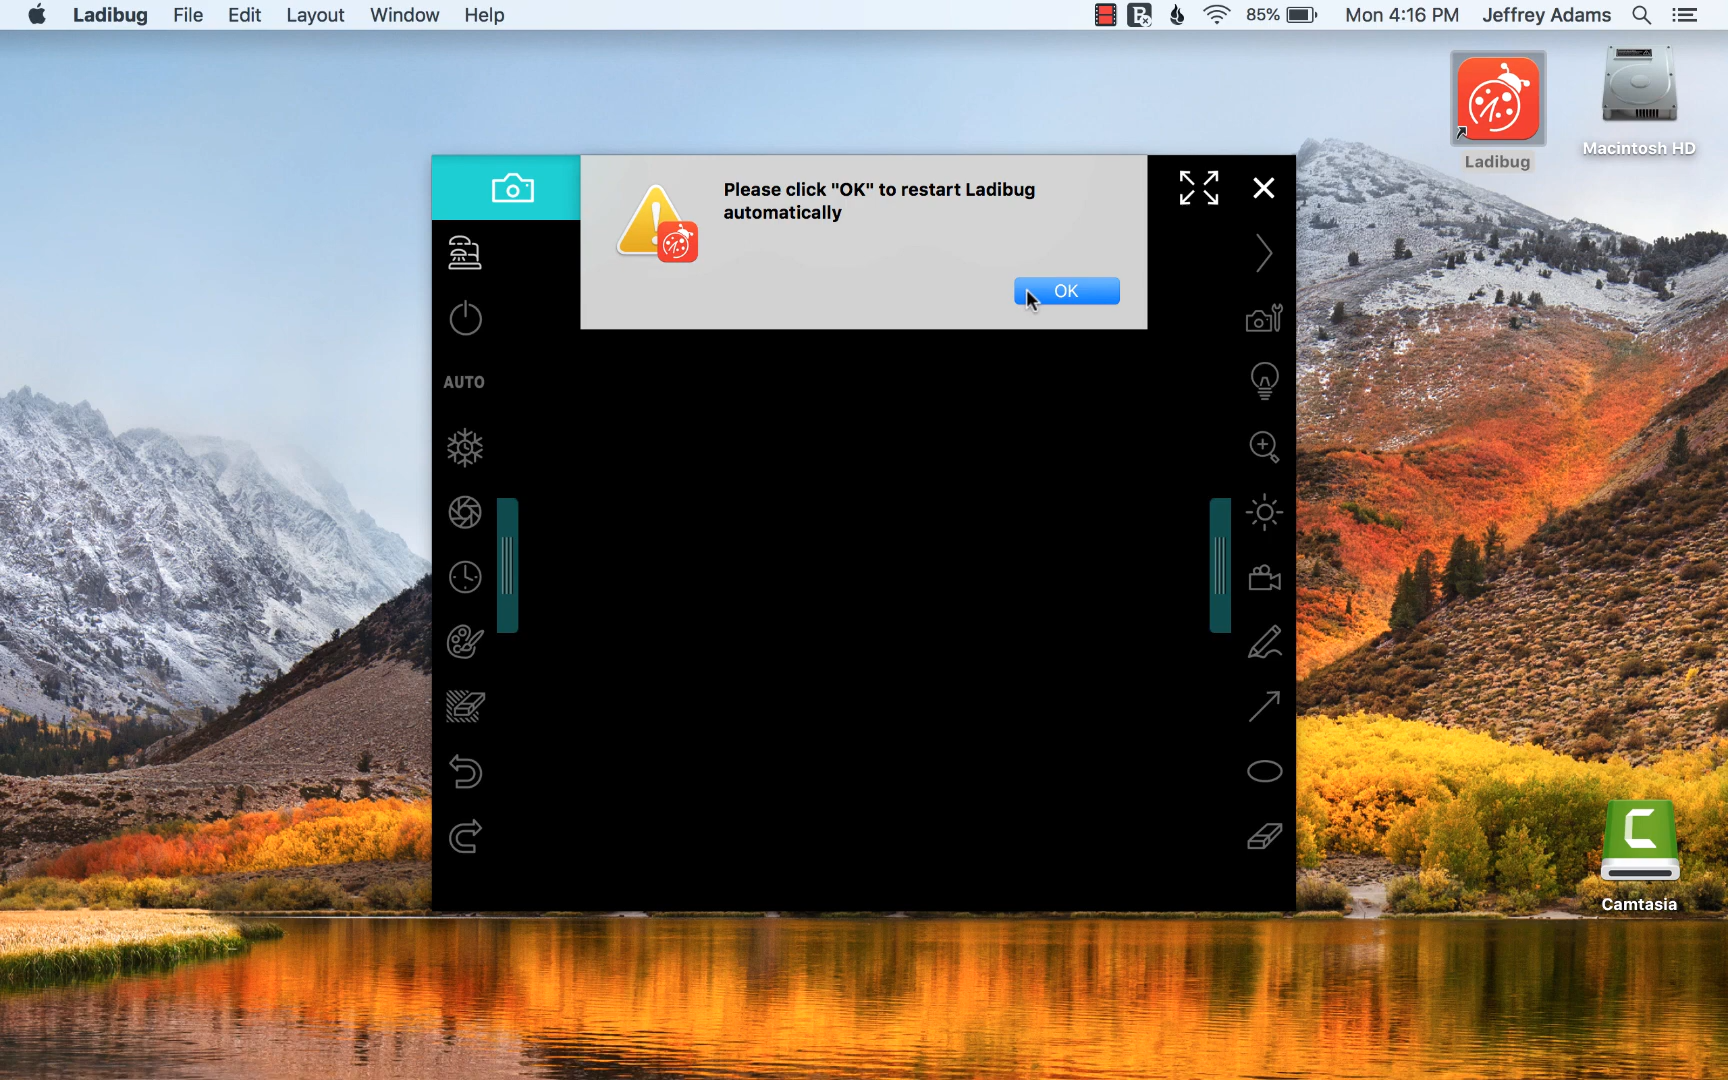 Ladibug File Edit Layout Window Help 85% Mon 4:16 PM Jeffrey Adams
Ladibug
Macintosh HD
Please click "OK" to restart Ladibug
automatically
OK
AUTO
Camtasia